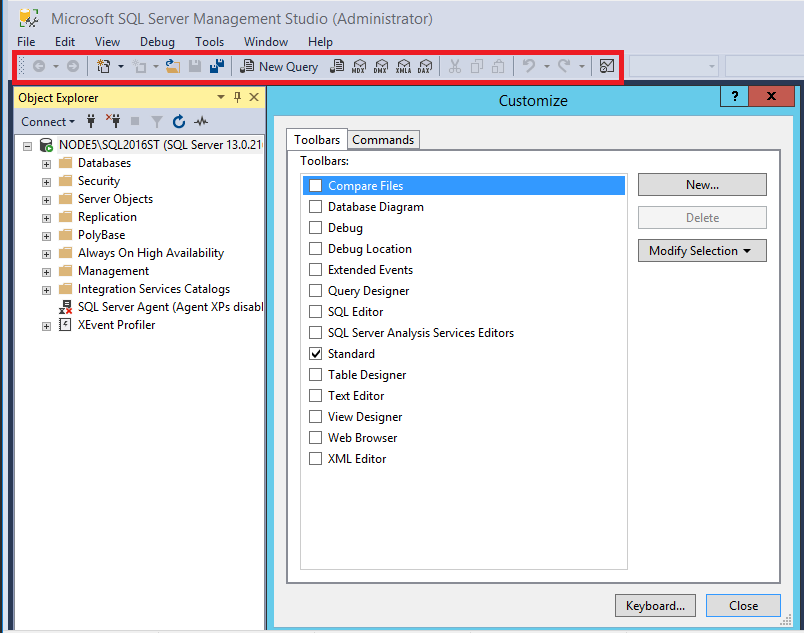 Microsoft SQL Server Management Studio (Administrator)
File Edit View Debug Tools Window Help
New Query MDX DMX XMLA DAX
Object Explorer
Connect
NODE5\SQL2016ST (SQL Server 13.0.21
Databases
Security
Server Objects
Replication
PolyBase
Always On High Availability
Management
Integration Services Catalogs
SQL Server Agent (Agent XPs disabl
XEvent Profiler
Customize
? X
Toolbars Commands
Toolbars:
Compare Files
Database Diagram
Debug
Debug Location
Extended Events
Query Designer
SQL Editor
SQL Server Analysis Services Editors
Standard
Table Designer
Text Editor
View Designer
Web Browser
XML Editor
New...
Delete
Modify Selection
Keyboard... Close